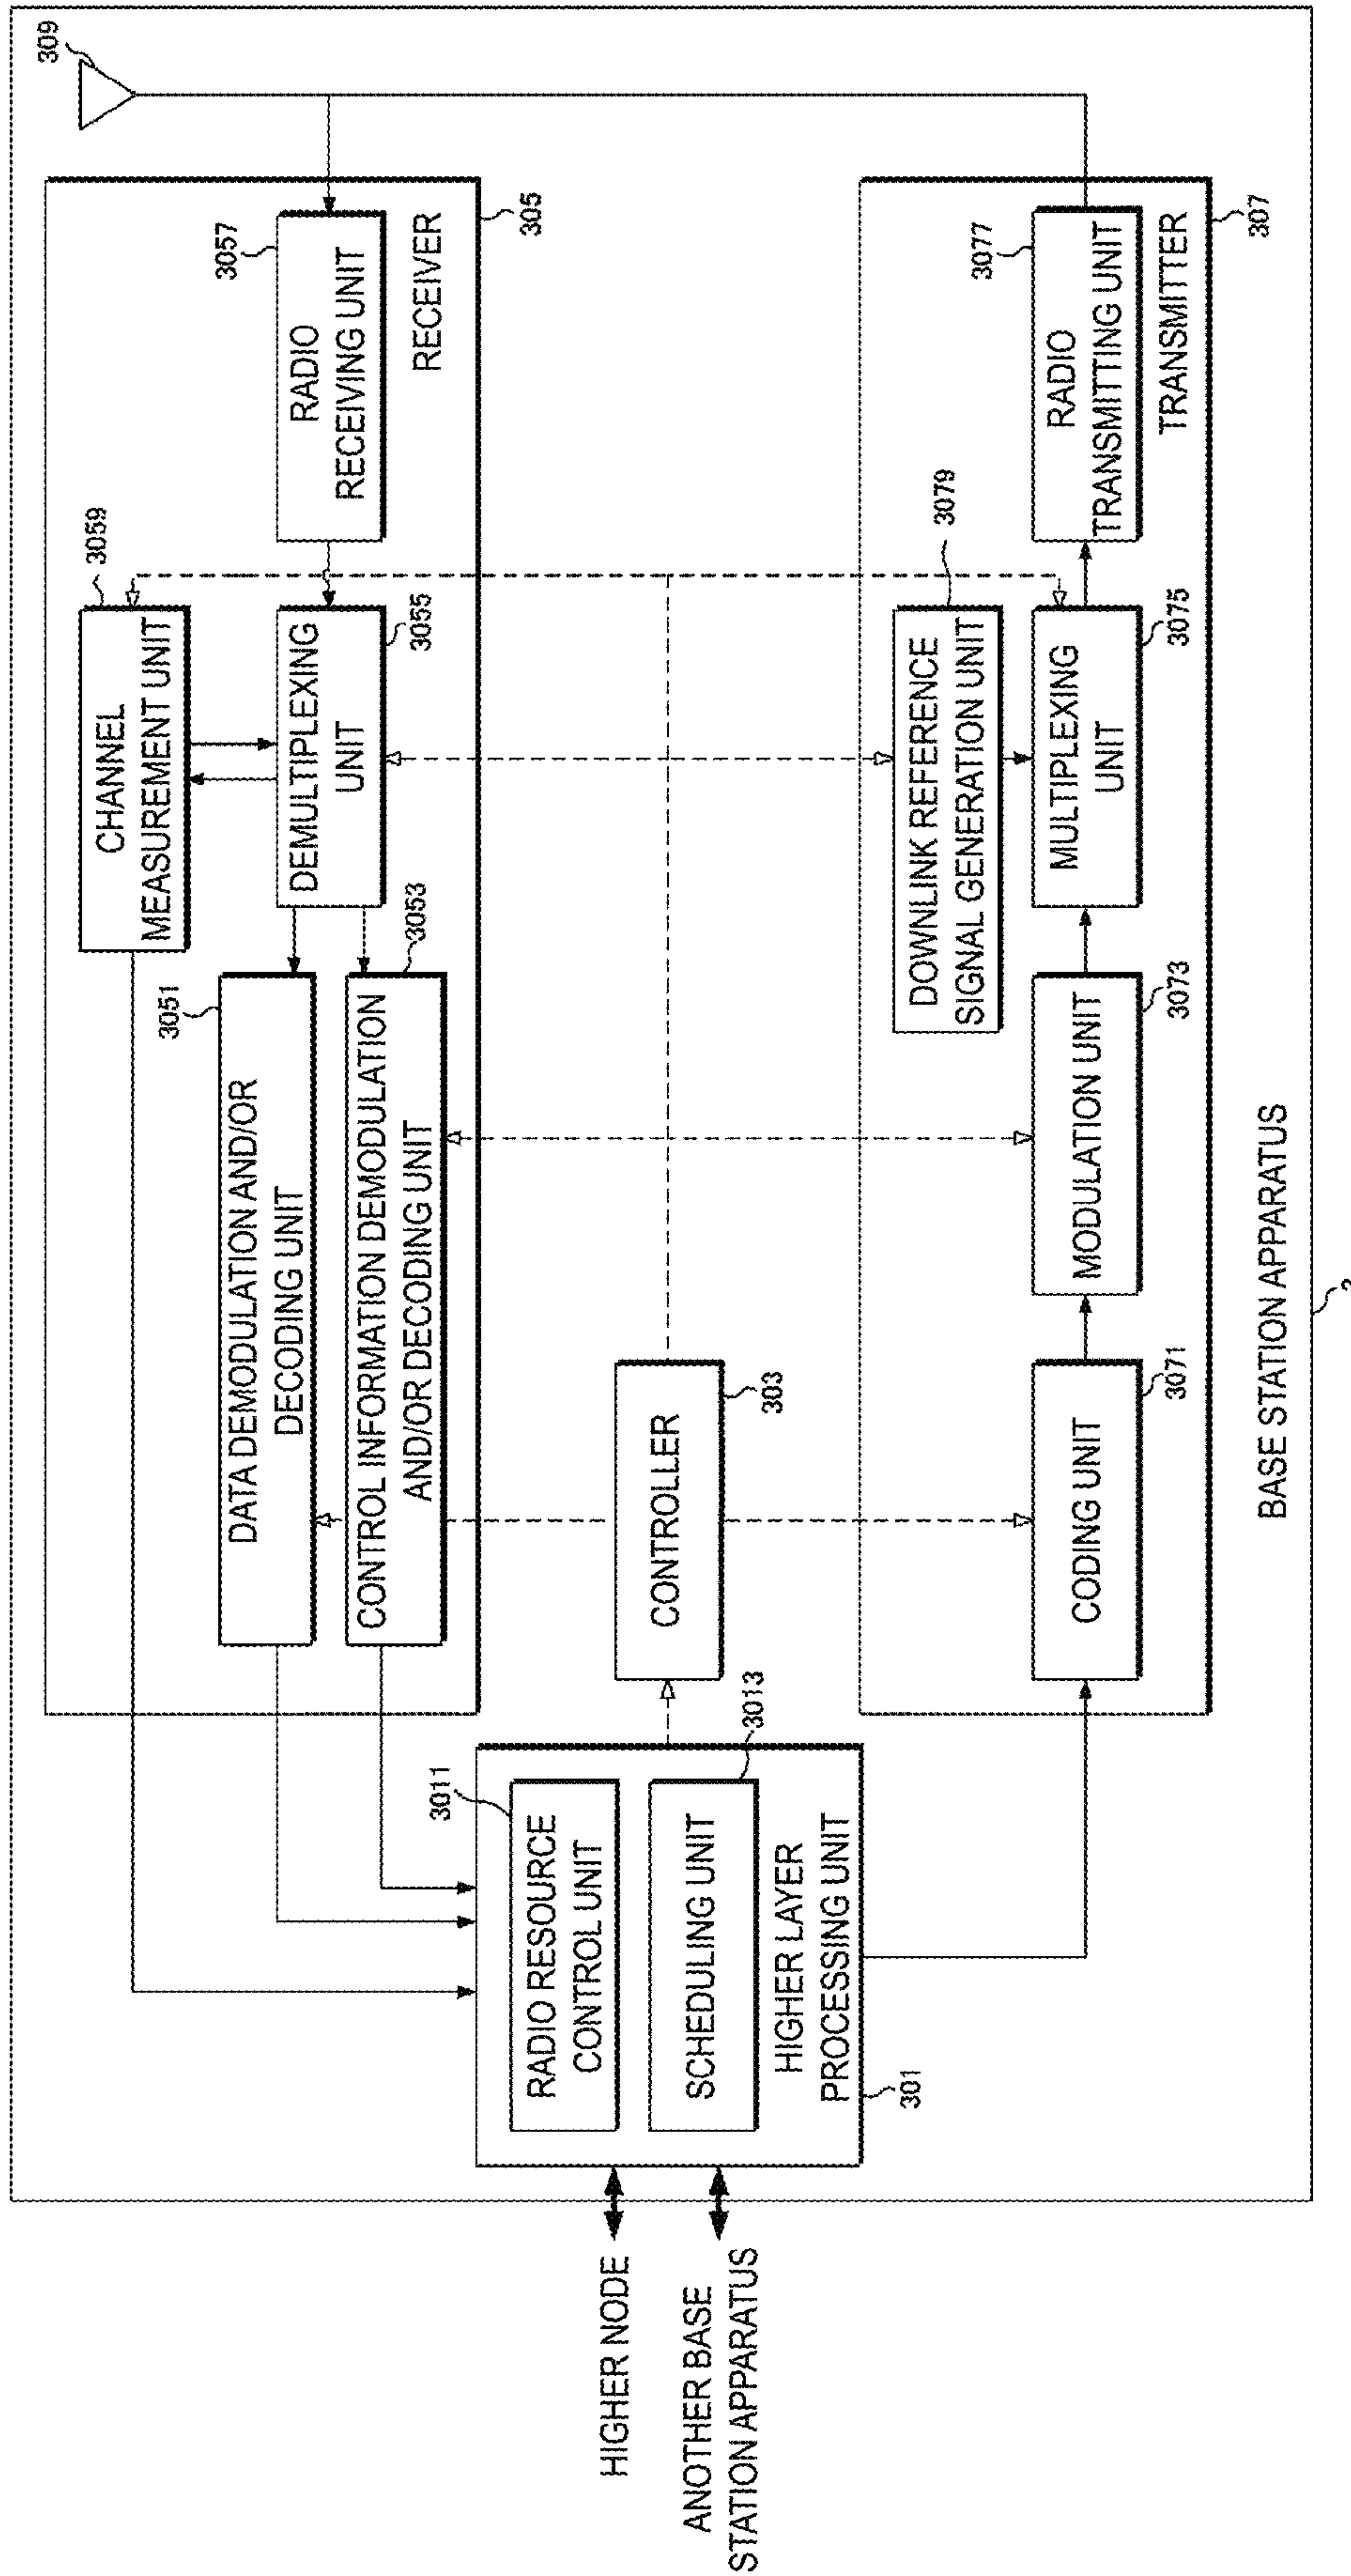 309
3059
CHANNEL
MEASUREMENT UNIT
3057
RADIO
RECEIVING UNIT
3055
DEMULTIPLEXING
UNIT
3051
DATA DEMODULATION AND/OR
DECODING UNIT
3053
CONTROL INFORMATION DEMODULATION
AND/OR DECODING UNIT
RECEIVER
305
HIGHER NODE
ANOTHER BASE
STATION APPARATUS
3011
RADIO RESOURCE
CONTROL UNIT
3013
SCHEDULING UNIT
HIGHER LAYER
PROCESSING UNIT
301
CONTROLLER
303
3079
DOWNLINK REFERENCE
SIGNAL GENERATION UNIT
CODING UNIT
3071
MODULATION UNIT
3073
MULTIPLEXING
UNIT
3075
3077
RADIO
TRANSMITTING UNIT
TRANSMITTER
307
BASE STATION APPARATUS